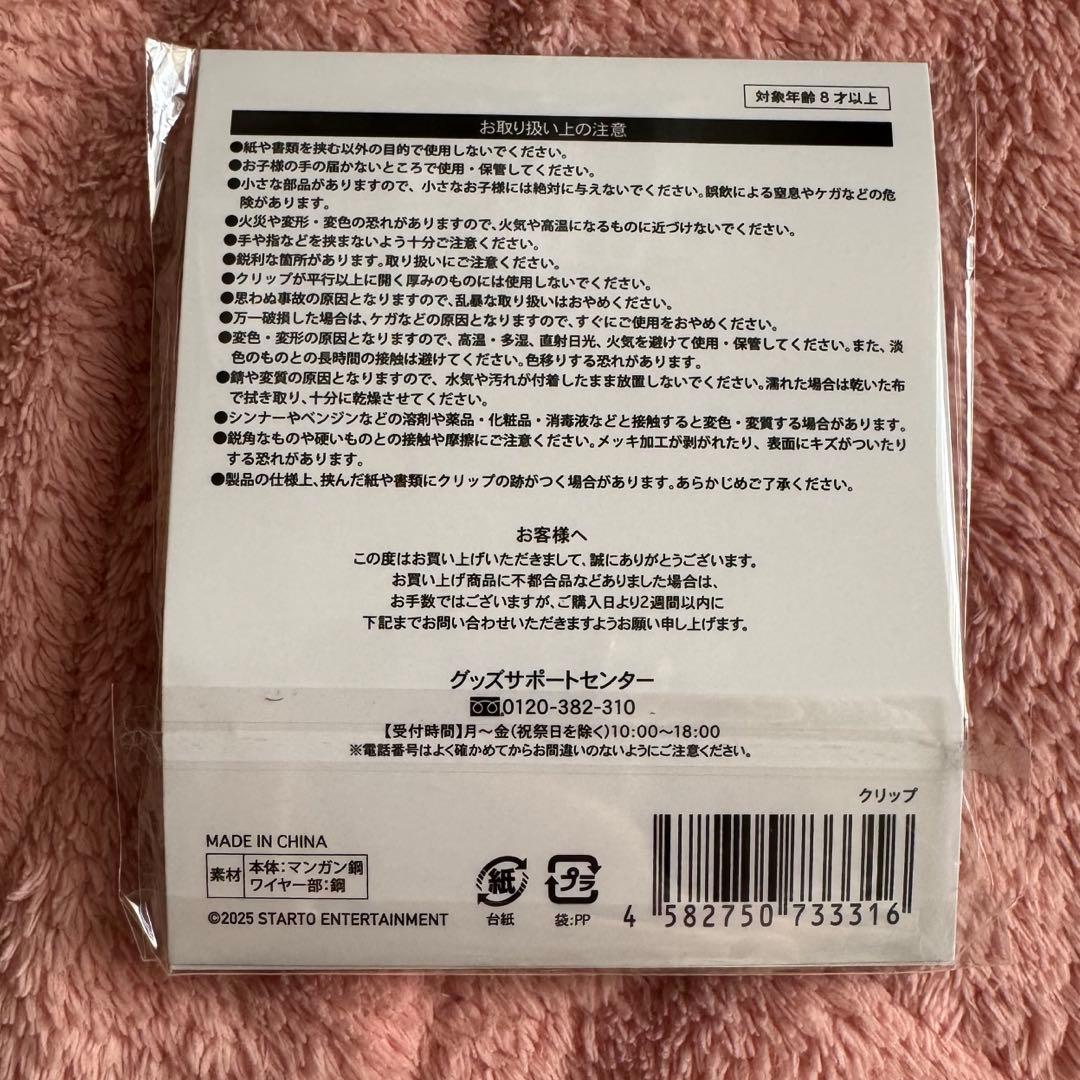 対象年齢8才以上
お取り扱い上の注意
●紙や書類を挟む以外の目的で使用しないでください。
●お子様の手の届かないところで使用・保管してください。
●小さな部品がありますので、小さなお子様には絶対に与えないでください。誤飲による窒息やケガなどの危
険があります。
●火災や変形・変色の恐れがありますので、火気や高温になるものに近づけないでください。
●手や指などを挟まないよう十分ご注意ください。
●鋭利な箇所があります。取り扱いにご注意ください。
●クリップが平行以上に開く厚みのものには使用しないでください。
●思わぬ事故の原因となりますので、乱暴な取り扱いはおやめください。
●万一破損した場合は、ケガなどの原因となりますので、すぐにご使用をおやめください。
●変色・変形の原因となりますので、高温・多湿、直射日光、火気を避けて使用・保管してください。また、淡
色のものとの長時間の接触は避けてください。色移りする恐れがあります。
●錆や変質の原因となりますので、水気や汚れが付着したまま放置しないでください。濡れた場合は乾いた布
で拭き取り、十分に乾燥させてください。
●シンナーやベンジンなどの溶剤や薬品・化粧品・消毒液などと接触すると変色・変質する場合があります。
●鋭角なものや硬いものとの接触や摩擦にご注意ください。メッキ加工が剥がれたり、表面にキズがついたり
する恐れがあります。
●製品の仕様上、挟んだ紙や書類にクリップの跡がつく場合があります。あらかじめご了承ください。
お客様へ
この度はお買い上げいただきまして、誠にありがとうございます。
お買い上げ商品に不都合品などありました場合は、
お手数ではございますが、ご購入日より2週間以内に
下記までお問い合わせいただきますようお願い申し上げます。
グッズサポートセンター
0120-382-310
【受付時間】月〜金(祝祭日を除く)10:00〜18:00
※電話番号はよく確かめてからお間違いのないようにご注意ください。
クリップ
MADE IN CHINA
素材 本体:マンガン鋼
ワイヤー部:鋼
©2025 STARTO ENTERTAINMENT
紙
台紙
プラ
袋:PP
4 582750 733316